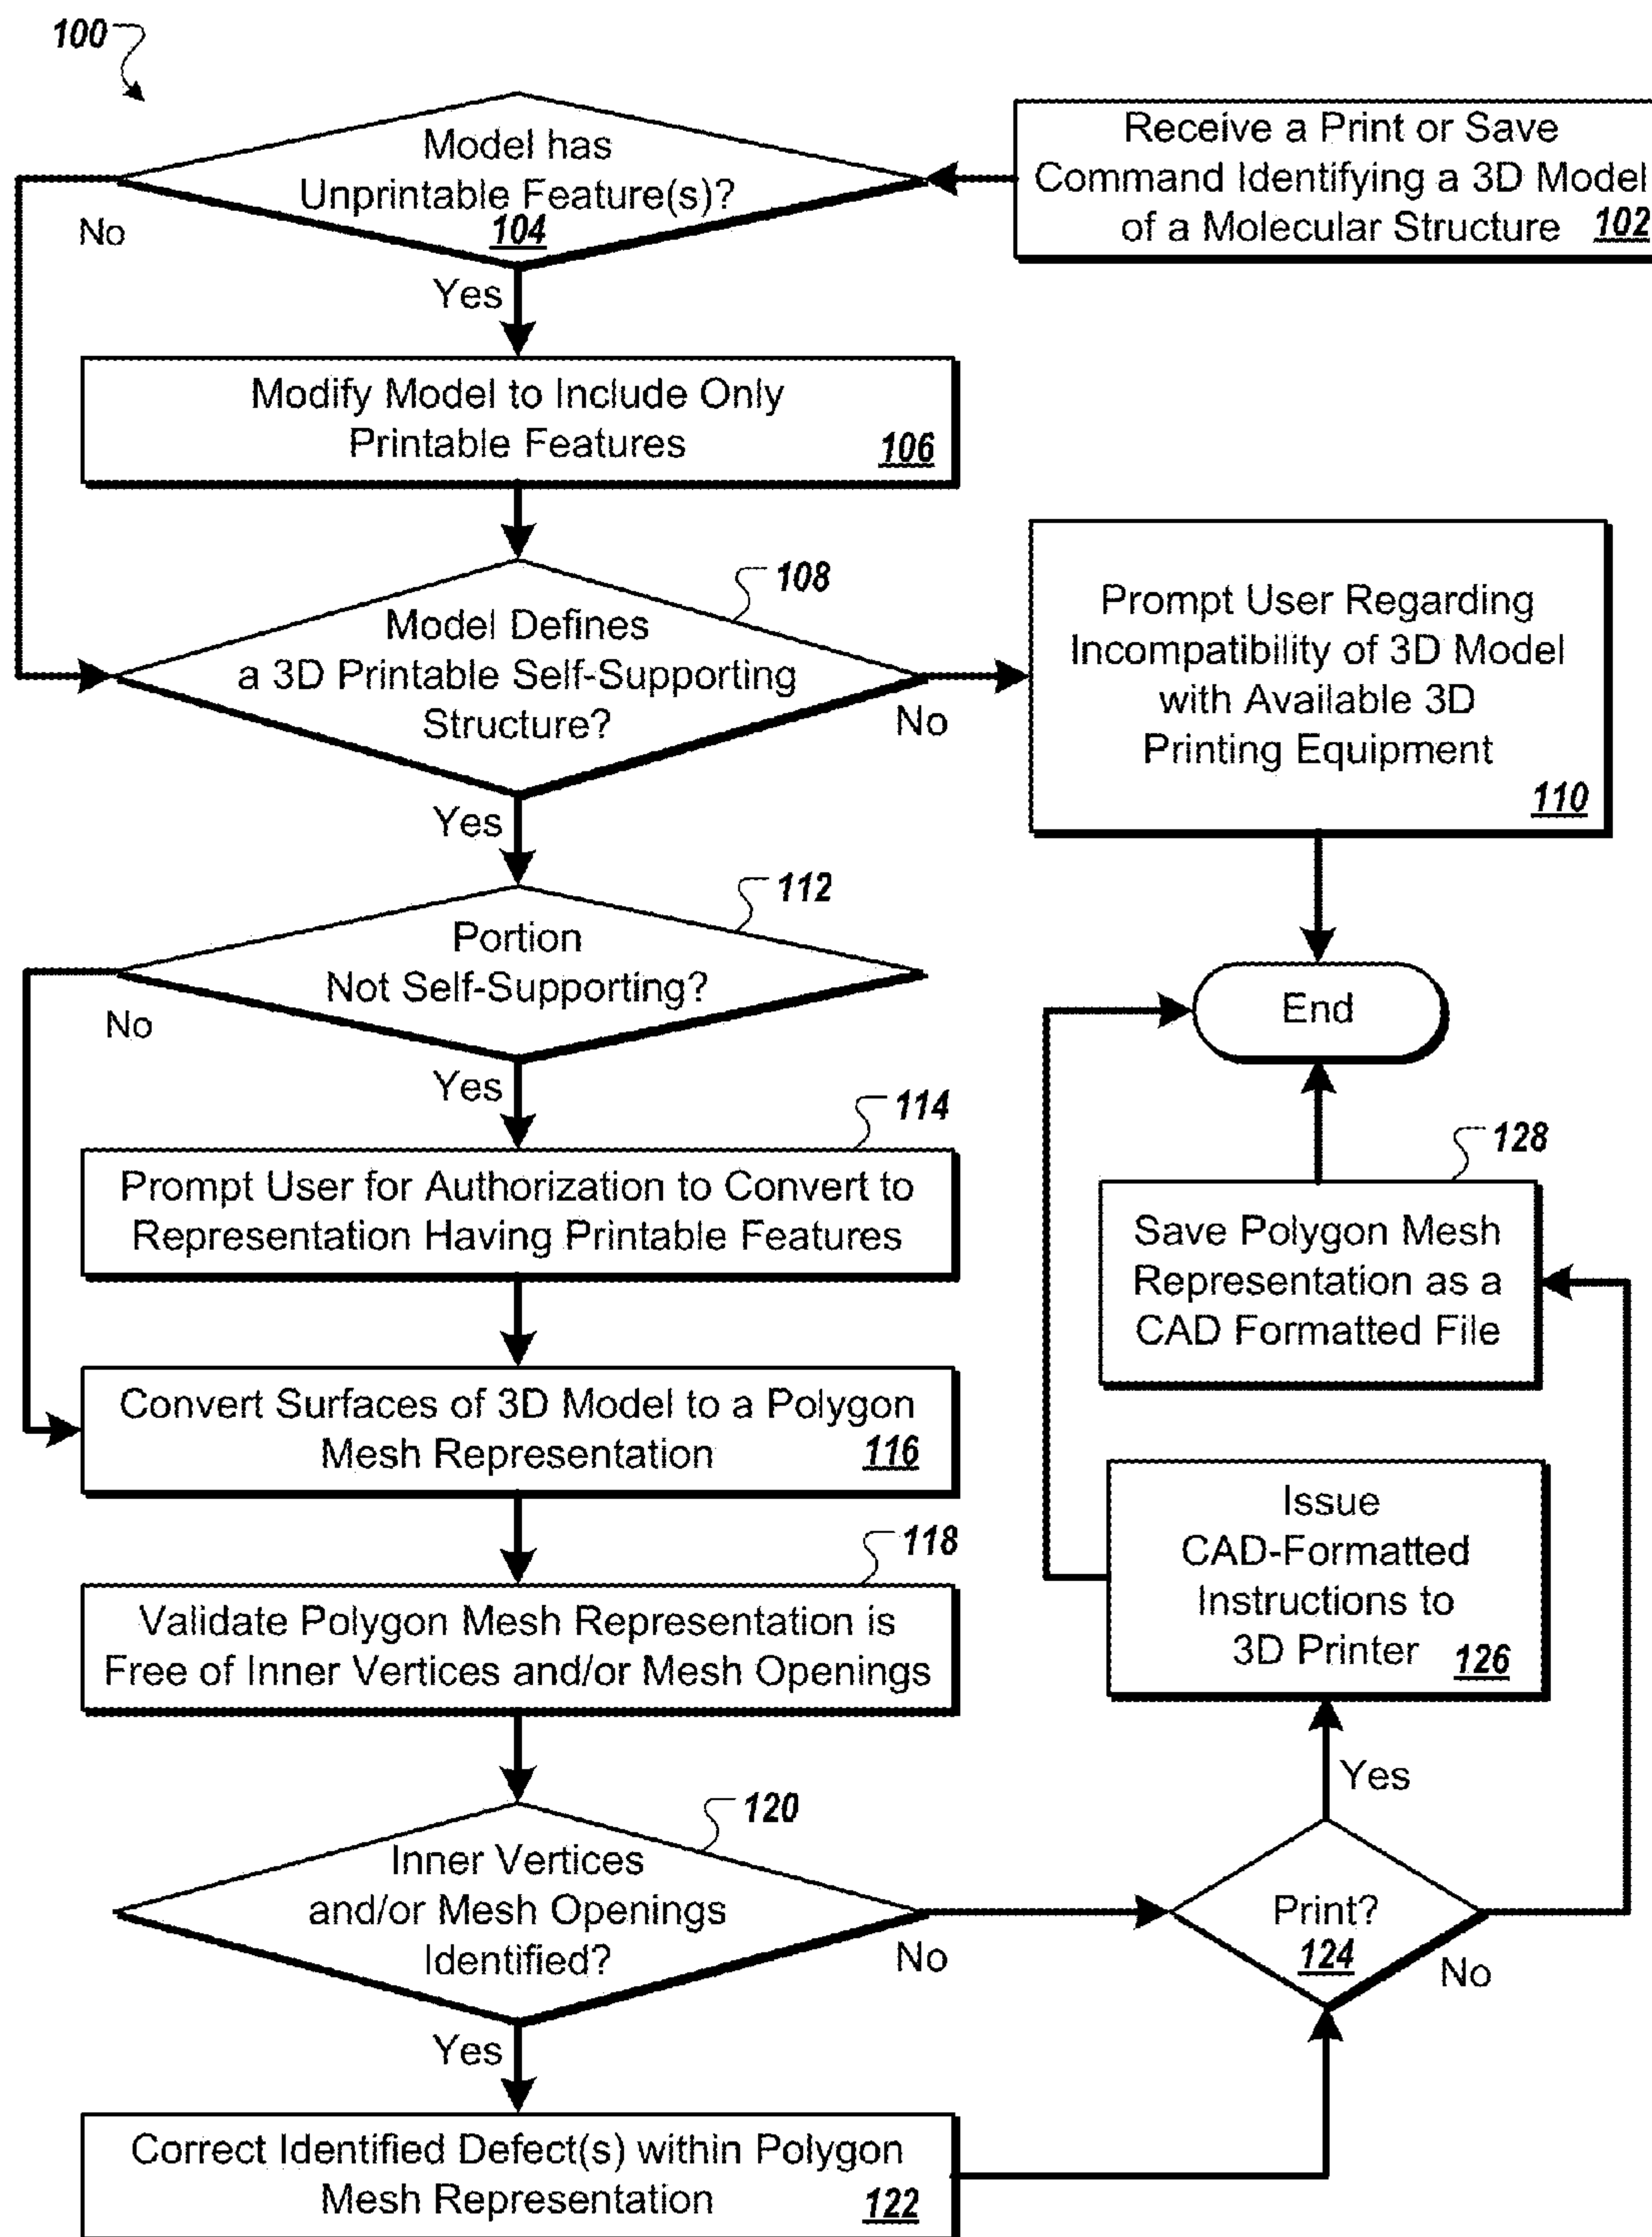 100
Receive a Print or Save
Command Identifying a 3D Model
of a Molecular Structure 102
Model has
Unprintable Feature(s)?
104
No
Yes
Modify Model to Include Only
Printable Features 106
108
Model Defines
a 3D Printable Self-Supporting
Structure?
No
Yes
Prompt User Regarding
Incompatibility of 3D Model
with Available 3D
Printing Equipment
110
112
Portion
Not Self-Supporting?
No
Yes
End
114
Prompt User for Authorization to Convert to
Representation Having Printable Features
Convert Surfaces of 3D Model to a Polygon
Mesh Representation 116
118
Validate Polygon Mesh Representation is
Free of Inner Vertices and/or Mesh Openings
120
Inner Vertices
and/or Mesh Openings
Identified?
No
Yes
Correct Identified Defect(s) within Polygon
Mesh Representation 122
Print?
124
Yes
No
Issue
CAD-Formatted
Instructions to
3D Printer 126
128
Save Polygon Mesh
Representation as a
CAD Formatted File